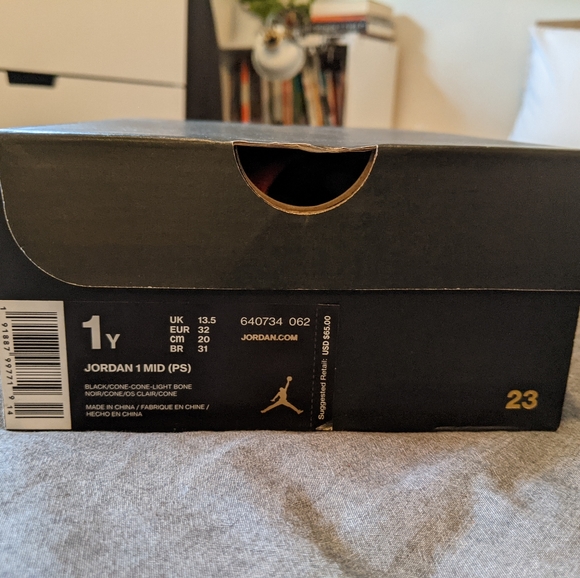 1Y
UK 13.5
EUR 32
cm 20
BR 31
640734 062
JORDAN.COM
JORDAN 1 MID (PS)
BLACK/CONE-CONE-LIGHT BONE
NOIR/CONE/OS CLAIR/CONE
MADE IN CHINA / FABRIQUE EN CHINE /
HECHO EN CHINA
Suggested Retail: USD $65.00
23